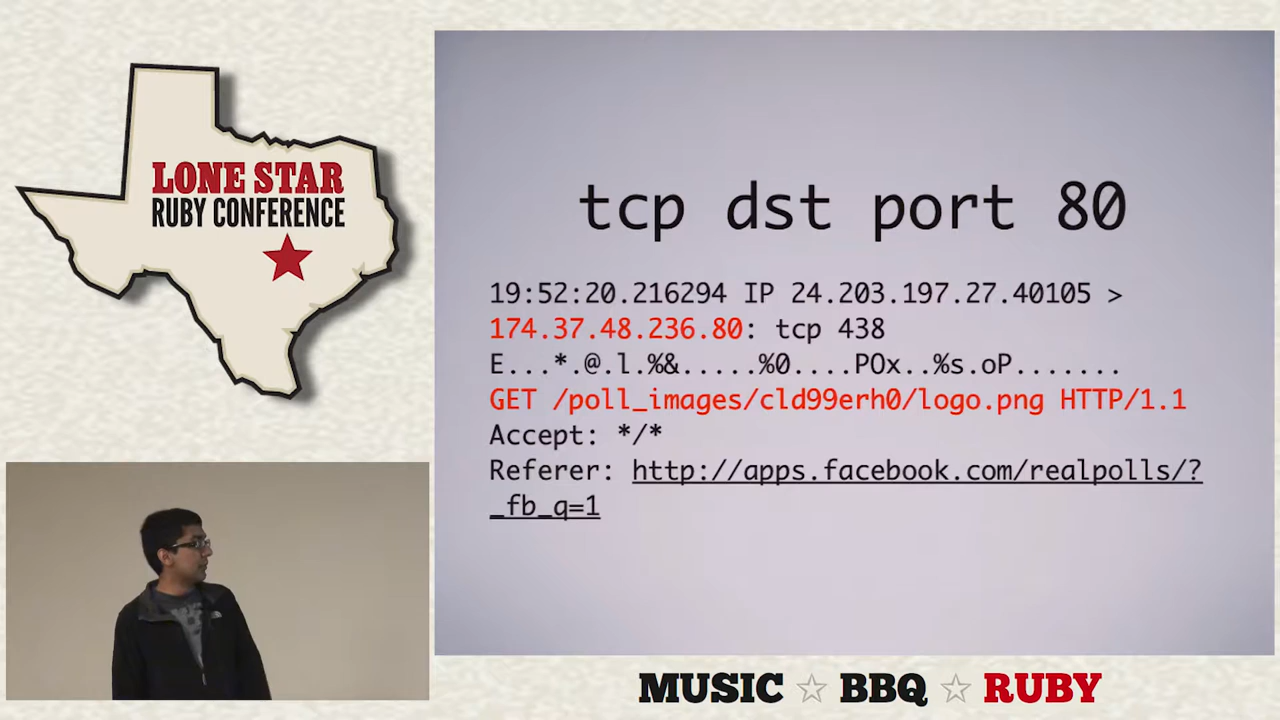 LONE STAR
RUBY CONFERENCE
tcp dst port 80
19:52:20.216294 IP 24.203.197.27.40105 >
174.37.48.236.80: tcp 438
E...*.@.l.%&.....%0....POx..%s.oP.......
GET /poll_images/cld99erh0/logo.png HTTP/1.1
Accept: */*
Referer: http://apps.facebook.com/realpolls/?
_fb_q=1
MUSIC ☆ BBQ ☆ RUBY